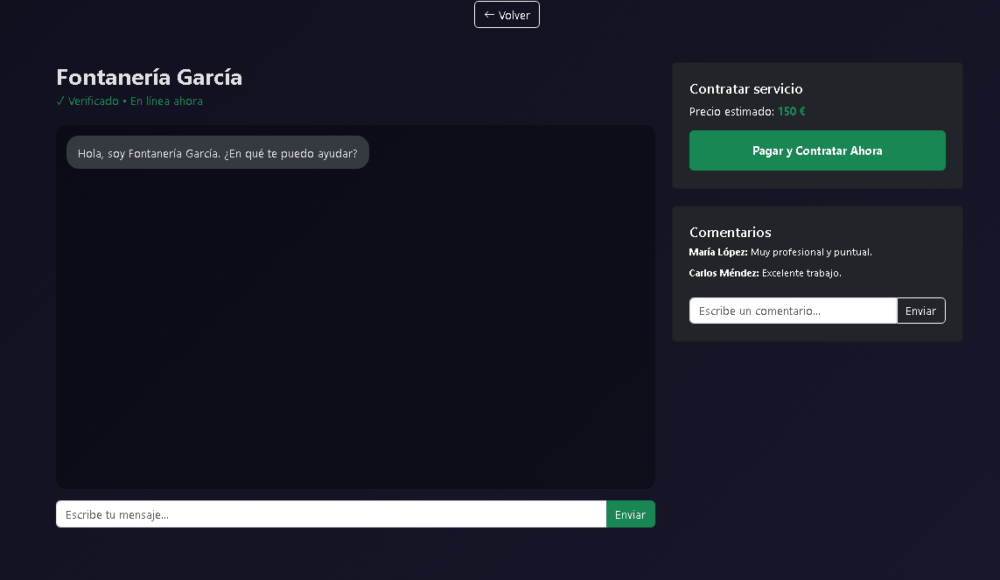 ← Volver
Fontanería García
✓ Verificado • En línea ahora
Hola, soy Fontanería García. ¿En qué te puedo ayudar?
Escribe tu mensaje...
Enviar
Contratar servicio
Precio estimado: 150 €
Pagar y Contratar Ahora
Comentarios
María López: Muy profesional y puntual.
Carlos Méndez: Excelente trabajo.
Escribe un comentario...
Enviar